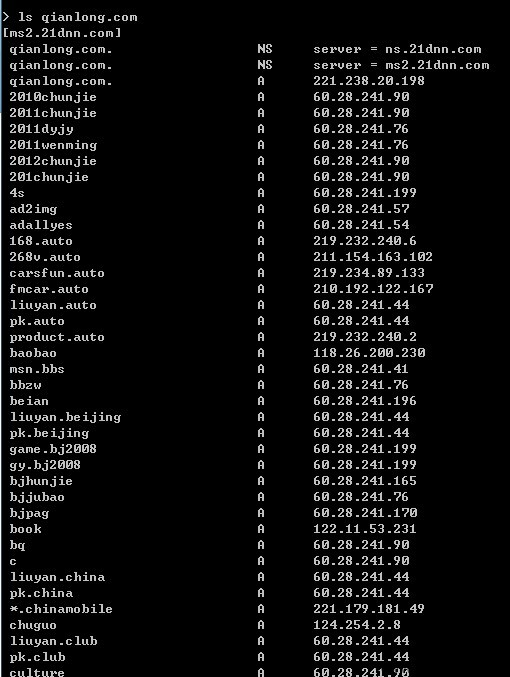 > ls qianlong.com
[ms2.21dnn.com]
qianlong.com. NS server = ns.21dnn.com
qianlong.com. NS server = ms2.21dnn.com
qianlong.com. A 221.238.20.198
2010chunjie A 60.28.241.90
2011chunjie A 60.28.241.90
2011dyjy A 60.28.241.76
2011wenming A 60.28.241.76
2012chunjie A 60.28.241.90
201chunjie A 60.28.241.90
4s A 60.28.241.199
ad2img A 60.28.241.57
adallyes A 60.28.241.54
168.auto A 219.232.240.6
268v.auto A 211.154.163.102
carsfun.auto A 219.234.89.133
fmcar.auto A 210.192.122.167
liuyan.auto A 60.28.241.44
pk.auto A 60.28.241.44
product.auto A 219.232.240.2
baobao A 118.26.200.230
msn.bbs A 60.28.241.41
bbzw A 60.28.241.76
beian A 60.28.241.196
liuyan.beijing A 60.28.241.44
pk.beijing A 60.28.241.44
game.bj2008 A 60.28.241.199
gy.bj2008 A 60.28.241.199
bjhunjie A 60.28.241.165
bjjubao A 60.28.241.76
bjpag A 60.28.241.170
book A 122.11.53.231
bq A 60.28.241.90
c A 60.28.241.90
liuyan.china A 60.28.241.44
pk.china A 60.28.241.44
*.chinamobile A 221.179.181.49
chuguo A 124.254.2.8
liuyan.club A 60.28.241.44
pk.club A 60.28.241.44
culture A 60.28.241.90